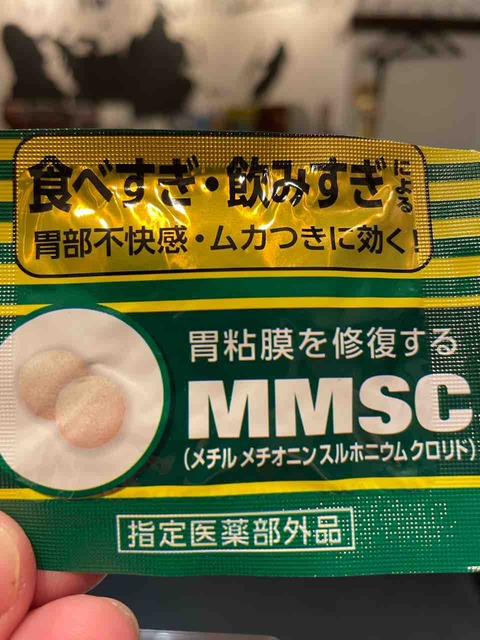 食べすぎ・飲みすぎによる
胃部不快感・ムカつきに効く!
胃粘膜を修復する
MMSC
(メチルメチオニンスルホニウムクロリド)
指定医薬部外品